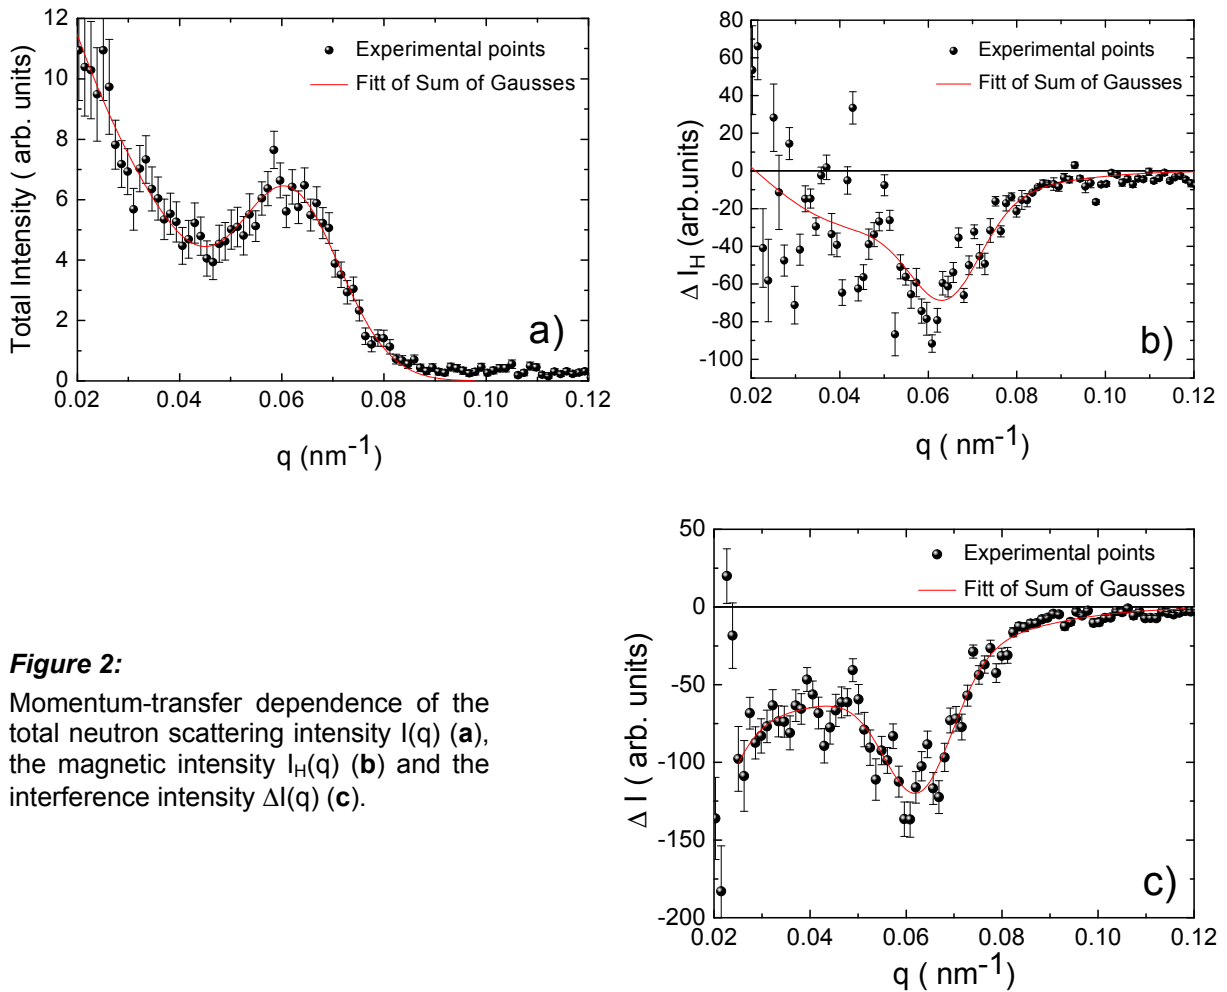 12
10
8
6
4
2
0
0.02 0.04 0.06 0.08 0.10 0.12
Total Intensity ( arb. units)
q (nm-1)
Experimental points
Fitt of Sum of Gausses
a)
80
60
40
20
0
-20
-40
-60
-80
-100
0.02 0.04 0.06 0.08 0.10 0.12
Δ IH (arb.units)
q ( nm-1)
Experimental points
Fitt of Sum of Gausses
b)
Figure 2:
Momentum-transfer dependence of the
total neutron scattering intensity I(q) (a),
the magnetic intensity IH(q) (b) and the
interference intensity ΔI(q) (c).
50
0
-50
-100
-150
-200
0.02 0.04 0.06 0.08 0.10 0.12
Δ I ( arb. units)
q ( nm-1)
Experimental points
Fitt of Sum of Gausses
c)